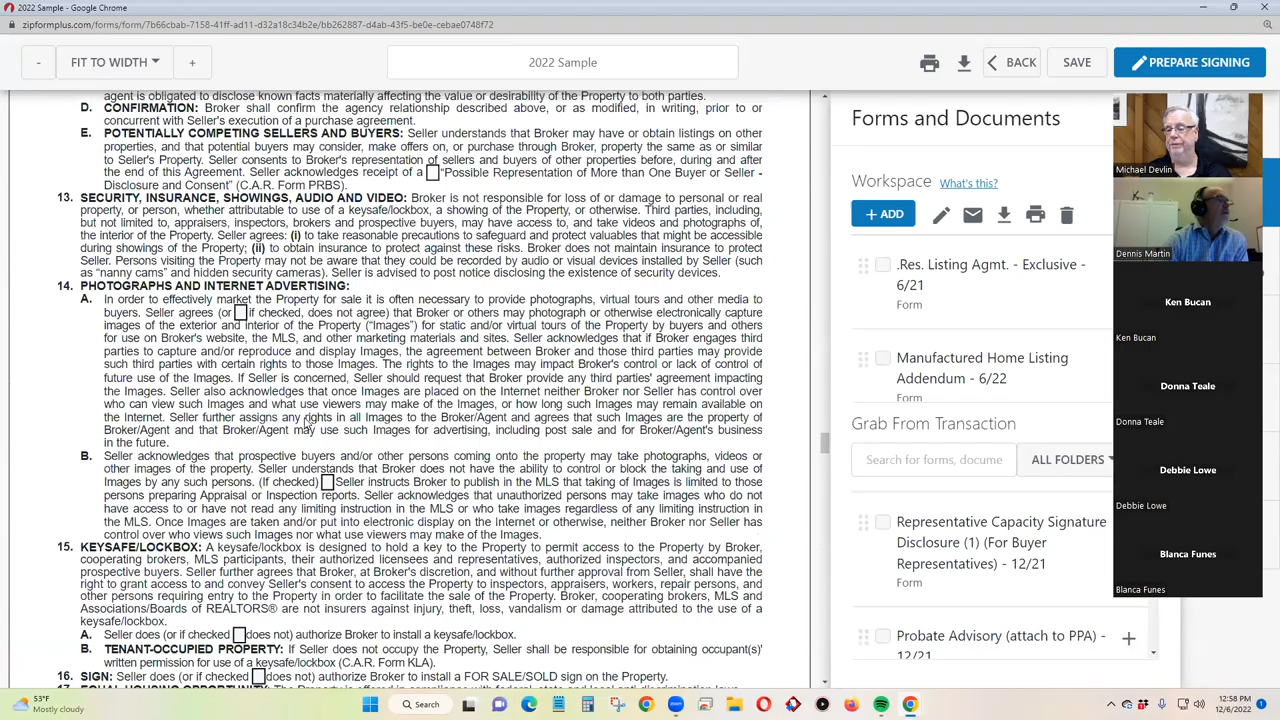 2022 Sample - Google Chrome
zipformplus.com/forms/form/7b66cbab-7158-41ff-ad11-d32a18c34b2e/bb262887-d4ab-43f5-be0e-cebae0748f72
- FIT TO WIDTH + 2022 Sample BACK SAVE PREPARE SIGNING
agent is obligated to disclose known facts materially affecting the value or desirability of the Property to both parties.
D. CONFIRMATION: Broker shall confirm the agency relationship described above, or as modified, in writing, prior to or
concurrent with Seller's execution of a purchase agreement.
E. POTENTIALLY COMPETING SELLERS AND BUYERS: Seller understands that Broker may have or obtain listings on other
properties, and that potential buyers may consider, make offers on, or purchase through Broker, property the same as or similar
to Seller's Property. Seller consents to Broker's representation of sellers and buyers of other properties before, during and after
the end of this Agreement. Seller acknowledges receipt of a "Possible Representation of More than One Buyer or Seller -
Disclosure and Consent" (C.A.R. Form PRBS).
13. SECURITY, INSURANCE, SHOWINGS, AUDIO AND VIDEO: Broker is not responsible for loss of or damage to personal or real
property, or person, whether attributable to use of a keysafe/lockbox, a showing of the Property, or otherwise. Third parties, including,
but not limited to, appraisers, inspectors, brokers and prospective buyers, may have access to, and take videos and photographs of,
the interior of the Property. Seller agrees: (i) to take reasonable precautions to safeguard and protect valuables that might be accessible
during showings of the Property; (ii) to obtain insurance to protect against these risks. Broker does not maintain insurance to protect
Seller. Persons visiting the Property may not be aware that they could be recorded by audio or visual devices installed by Seller (such
as "nanny cams" and hidden security cameras). Seller is advised to post notice disclosing the existence of security devices.
14. PHOTOGRAPHS AND INTERNET ADVERTISING:
A. In order to effectively market the Property for sale it is often necessary to provide photographs, virtual tours and other media to
buyers. Seller agrees (or if checked, does not agree) that Broker or others may photograph or otherwise electronically capture
images of the exterior and interior of the Property ("Images") for static and/or virtual tours of the Property by buyers and others
for use on Broker's website, the MLS, and other marketing materials and sites. Seller acknowledges that if Broker engages third
parties to capture and/or reproduce and display Images, the agreement between Broker and those third parties may provide
such third parties with certain rights to those Images. The rights to the Images may impact Broker's control or lack of control of
future use of the Images. If Seller is concerned, Seller should request that Broker provide any third parties' agreement impacting
the Images. Seller also acknowledges that once Images are placed on the Internet neither Broker nor Seller has control over
who can view such Images and what use viewers may make of the Images, or how long such Images may remain available on
the Internet. Seller further assigns any rights in all Images to the Broker/Agent and agrees that such Images are the property of
Broker/Agent and that Broker/Agent may use such Images for advertising, including post sale and for Broker/Agent's business
in the future.
B. Seller acknowledges that prospective buyers and/or other persons coming onto the property may take photographs, videos or
other images of the property. Seller understands that Broker does not have the ability to control or block the taking and use of
Images by any such persons. (If checked) Seller instructs Broker to publish in the MLS that taking of Images is limited to those
persons preparing Appraisal or Inspection reports. Seller acknowledges that unauthorized persons may take images who do not
have access to or have not read any limiting instruction in the MLS or who take images regardless of any limiting instruction in
the MLS. Once Images are taken and/or put into electronic display on the Internet or otherwise, neither Broker nor Seller has
control over who views such Images nor what use viewers may make of the Images.
15. KEYSAFE/LOCKBOX: A keysafe/lockbox is designed to hold a key to the Property to permit access to the Property by Broker,
cooperating brokers, MLS participants, their authorized licensees and representatives, authorized inspectors, and accompanied
prospective buyers. Seller further agrees that Broker, at Broker's discretion, and without further approval from Seller, shall have the
right to grant access to and convey Seller's consent to access the Property to inspectors, appraisers, workers, repair persons, and
other persons requiring entry to the Property in order to facilitate the sale of the Property. Broker, cooperating brokers, MLS and
Associations/Boards of REALTORS® are not insurers against injury, theft, loss, vandalism or damage attributed to the use of a
keysafe/lockbox.
A. Seller does (or if checked does not) authorize Broker to install a keysafe/lockbox.
B. TENANT-OCCUPIED PROPERTY: If Seller does not occupy the Property, Seller shall be responsible for obtaining occupant(s)'
written permission for use of a keysafe/lockbox (C.A.R. Form KLA).
16. SIGN: Seller does (or if checked does not) authorize Broker to install a FOR SALE/SOLD sign on the Property.
17. EQUAL HOUSING OPPORTUNITY: The Property is offered in compliance with federal, state and local anti-discrimination laws.
Forms and Documents
Workspace What's this?
+ ADD
.Res. Listing Agmt. - Exclusive -
6/21
Form
Manufactured Home Listing
Addendum - 6/22
Form
Grab From Transaction
Search for forms, docume ALL FOLDERS
Representative Capacity Signature
Disclosure (1) (For Buyer
Representatives) - 12/21
Form
Probate Advisory (attach to PPA) -
12/21
Michael Devlin
Dennis Martin
Ken Bucan
Ken Bucan
Donna Teale
Donna Teale
Debbie Lowe
Debbie Lowe
Blanca Funes
Blanca Funes
53°F
Mostly cloudy
Search
12:58 PM
12/6/2022